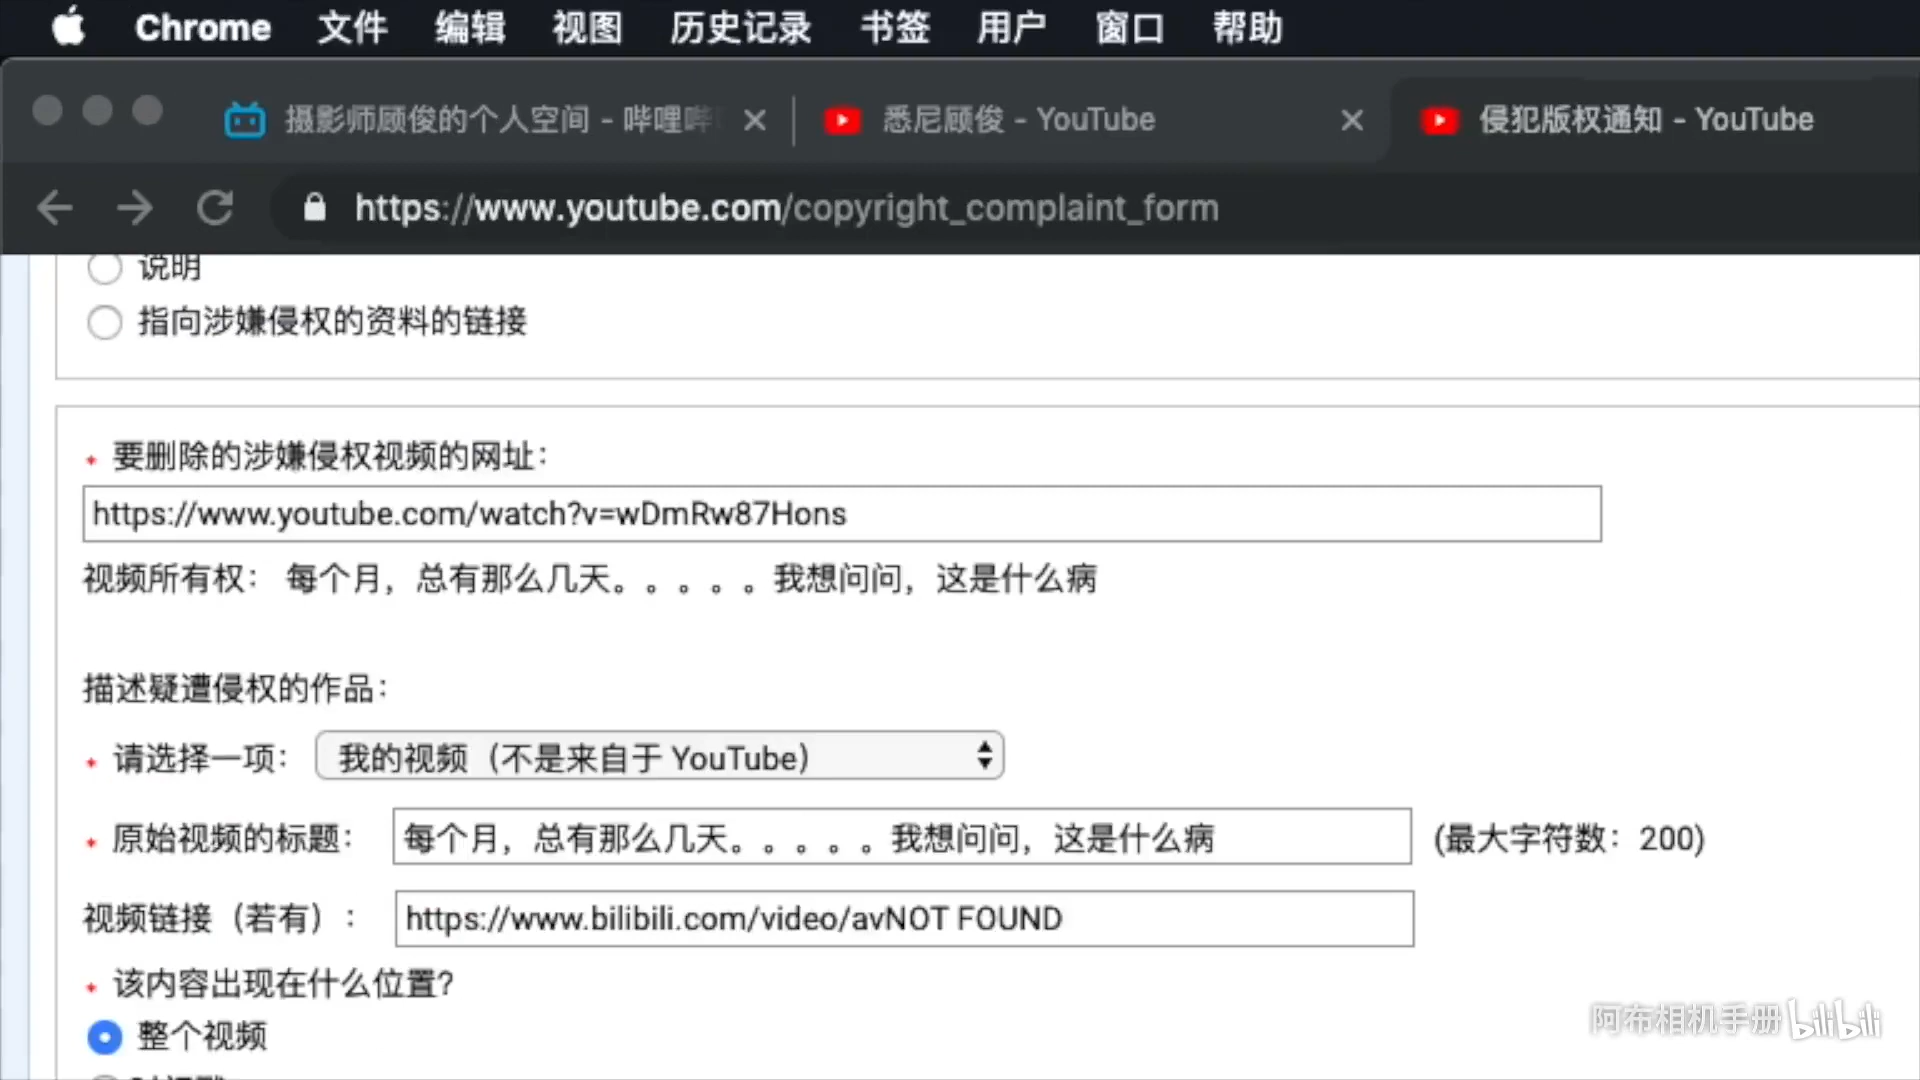 Chrome 文件 编辑 视图 历史记录 书签 用户 窗口 帮助
摄影师顾俊的个人空间 - 哔哩哔 悉尼顾俊 - YouTube 侵犯版权通知 - YouTube
https://www.youtube.com/copyright_complaint_form
说明
指向涉嫌侵权的资料的链接
* 要删除的涉嫌侵权视频的网址：
https://www.youtube.com/watch?v=wDmRw87Hons
视频所有权： 每个月，总有那么几天。。。。。我想问问，这是什么病
描述疑遭侵权的作品：
* 请选择一项： 我的视频（不是来自于 YouTube）
* 原始视频的标题： 每个月，总有那么几天。。。。。我想问问，这是什么病 (最大字符数：200)
视频链接（若有）： https://www.bilibili.com/video/avNOT FOUND
* 该内容出现在什么位置?
整个视频
阿布相机手册 bilibili